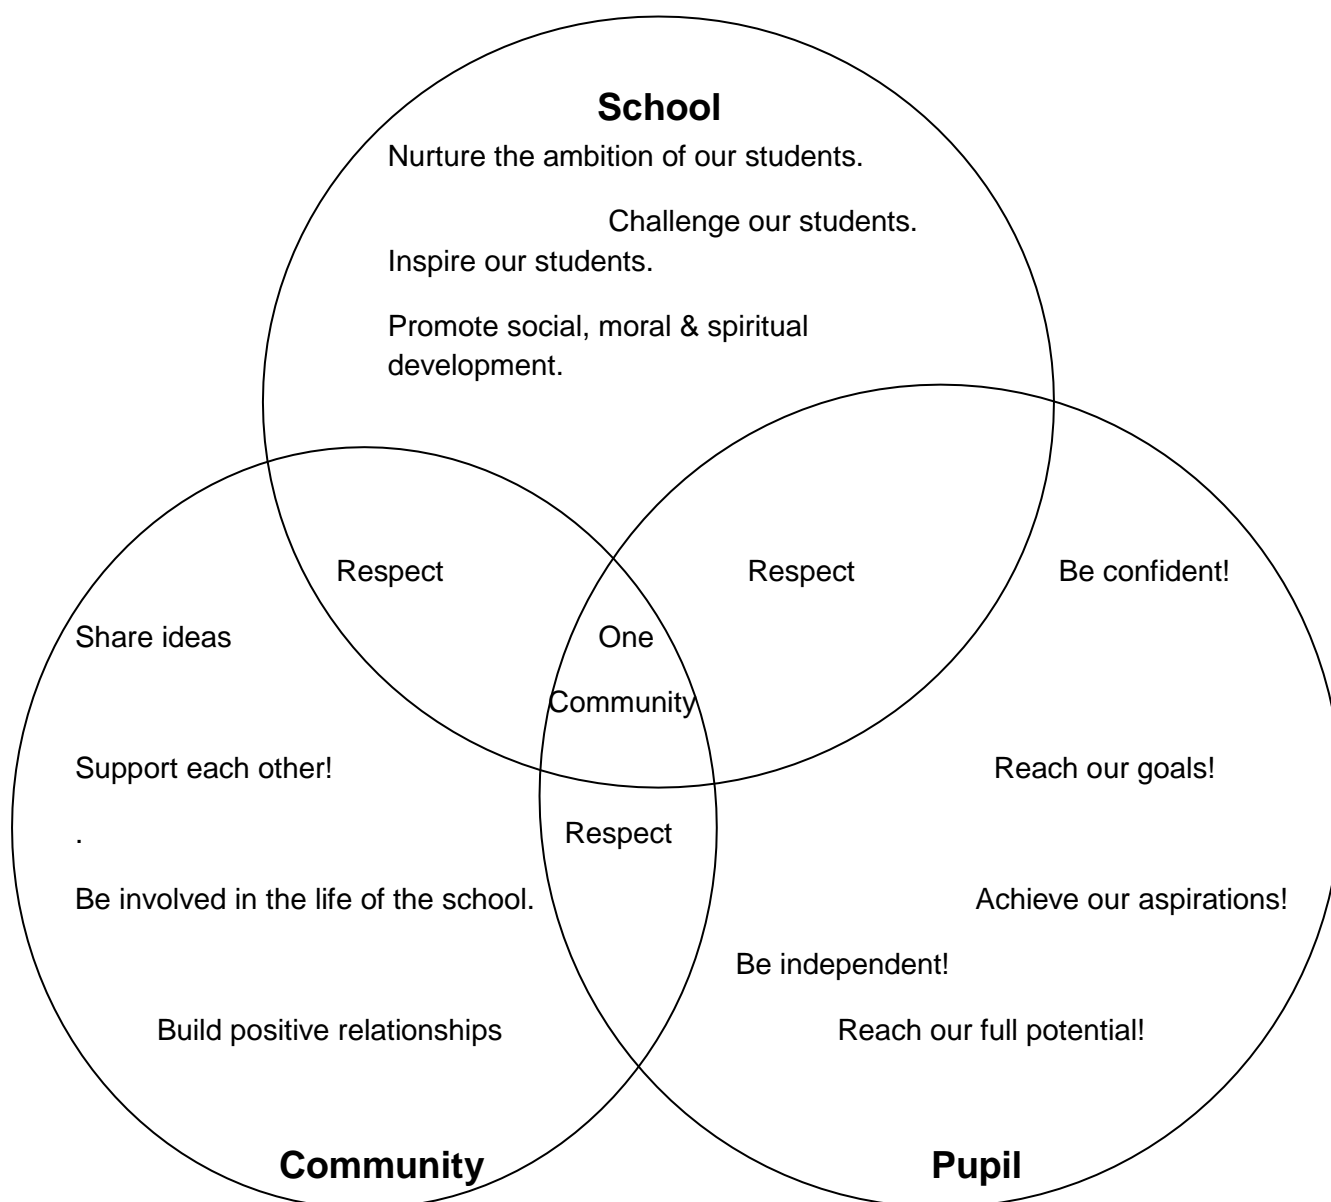 School
Nurture the ambition of our students.
Challenge our students.
Inspire our students.
Promote social, moral & spiritual
development.
Respect
Respect
Be confident!
Share ideas
One
Community
Support each other!
Reach our goals!
.
Respect
Be involved in the life of the school.
Achieve our aspirations!
Be independent!
Build positive relationships
Reach our full potential!
Community
Pupil